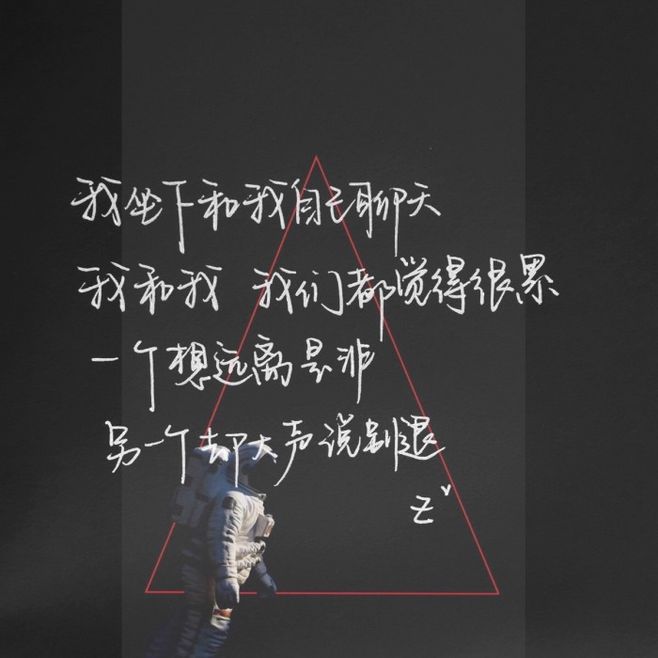 我坐下和我自己聊天
我和我 我们都觉得很累
一个想远离是非
另一个却大声说别退
Z